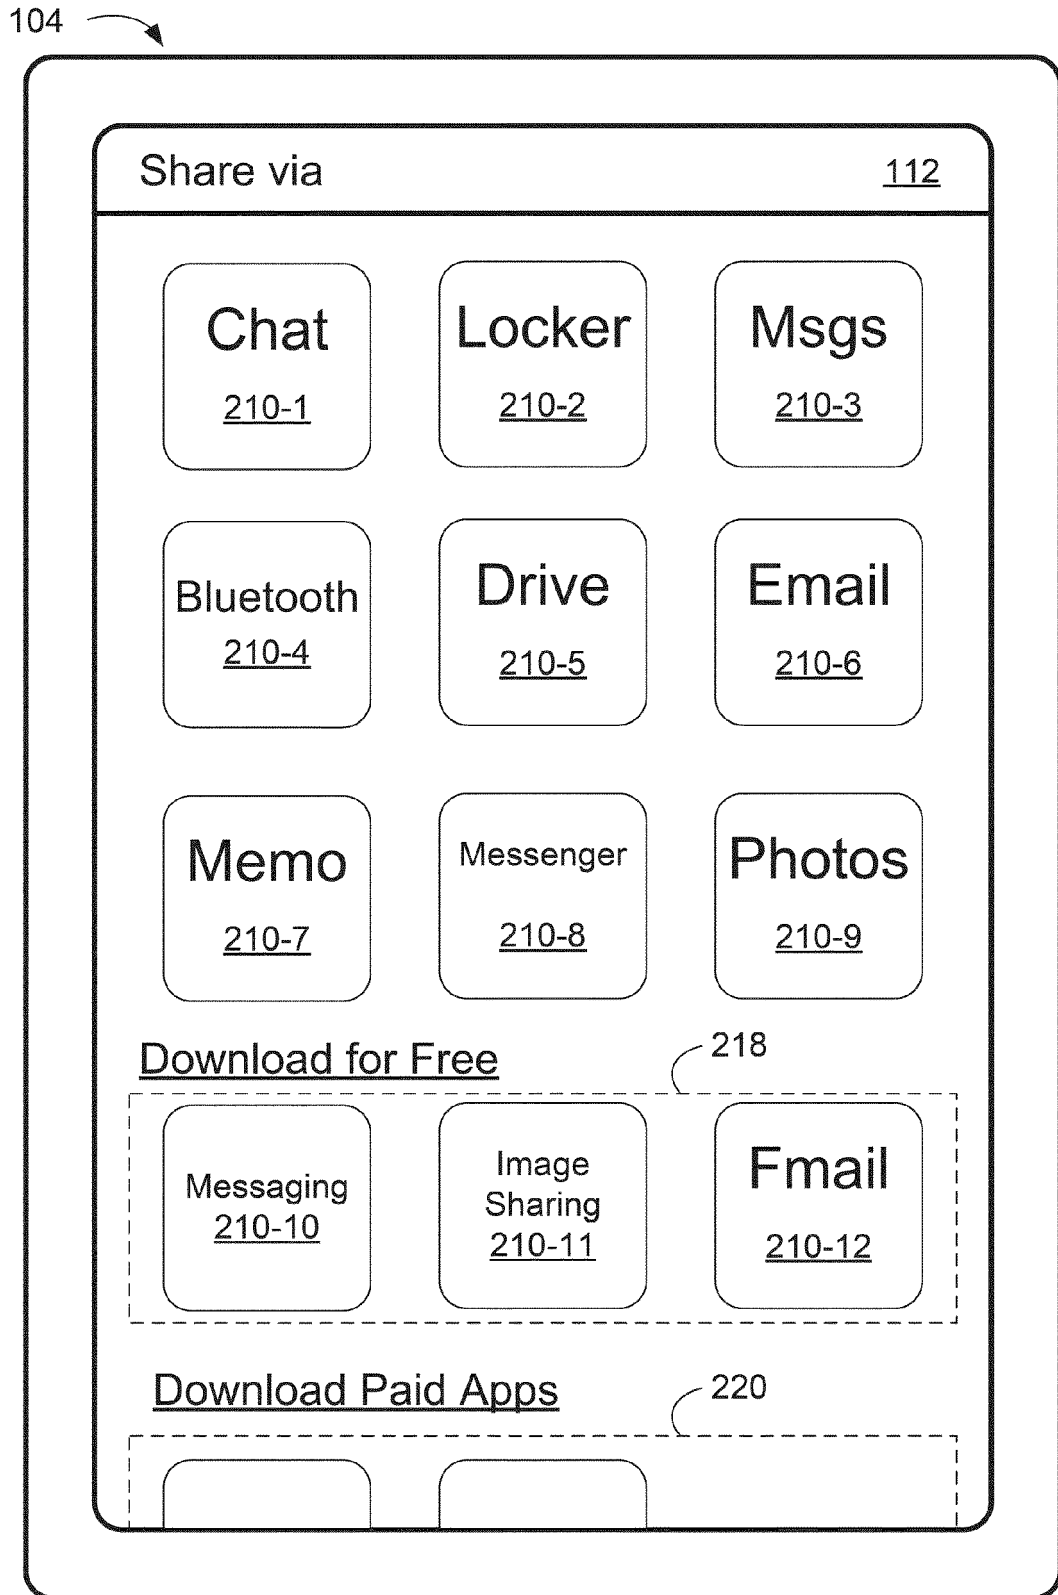 104
Share via 112
Chat Locker Msgs
210-1 210-2 210-3
Bluetooth Drive Email
210-4 210-5 210-6
Memo Messenger Photos
210-7 210-8 210-9
Download for Free 218
Messaging Image Sharing Fmail
210-10 210-11 210-12
Download Paid Apps 220